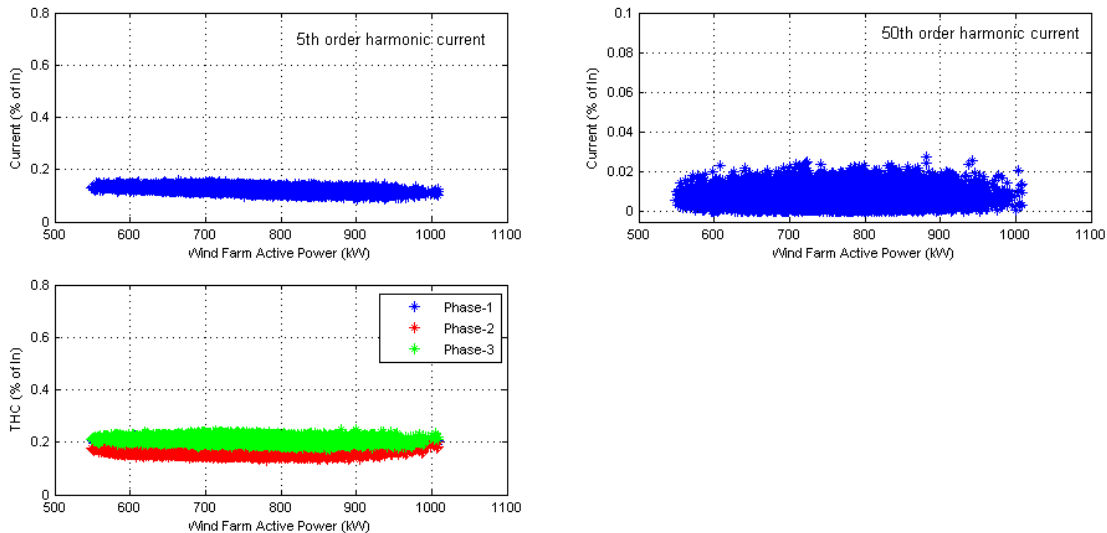 0.8
0.6
0.4
0.2
0
Current (% of In)
5th order harmonic current
500 600 700 800 900 1000 1100
Wind Farm Active Power (kW)
0.1
0.08
0.06
0.04
0.02
0
Current (% of In)
50th order harmonic current
500 600 700 800 900 1000 1100
Wind Farm Active Power (kW)
0.8
0.6
0.4
0.2
0
THC (% of In)
Phase-1
Phase-2
Phase-3
500 600 700 800 900 1000 1100
Wind Farm Active Power (kW)